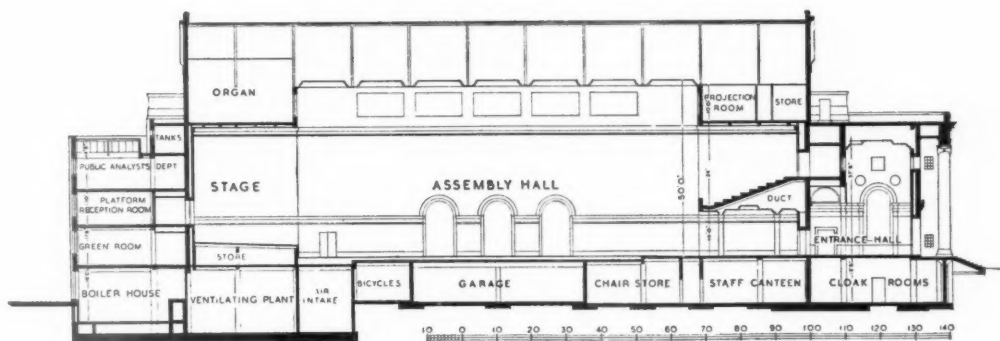 ORGAN
PROJECTION
ROOM
STORE
TANKS
PUBLIC ANALYSTS DEPT
PLATFORM
RECEPTION ROOM
STAGE
ASSEMBLY HALL
50'0"
DUCT
GREEN ROOM
STORE
ENTRANCE-HALL
BOILER HOUSE
VENTILATING PLANT
AIR
INTAKE
BICYCLES
GARAGE
CHAIR STORE
STAFF CANTEEN
CLOAK ROOMS
10 0 10 20 30 40 50 60 70 80 90 100 110 120 130 140